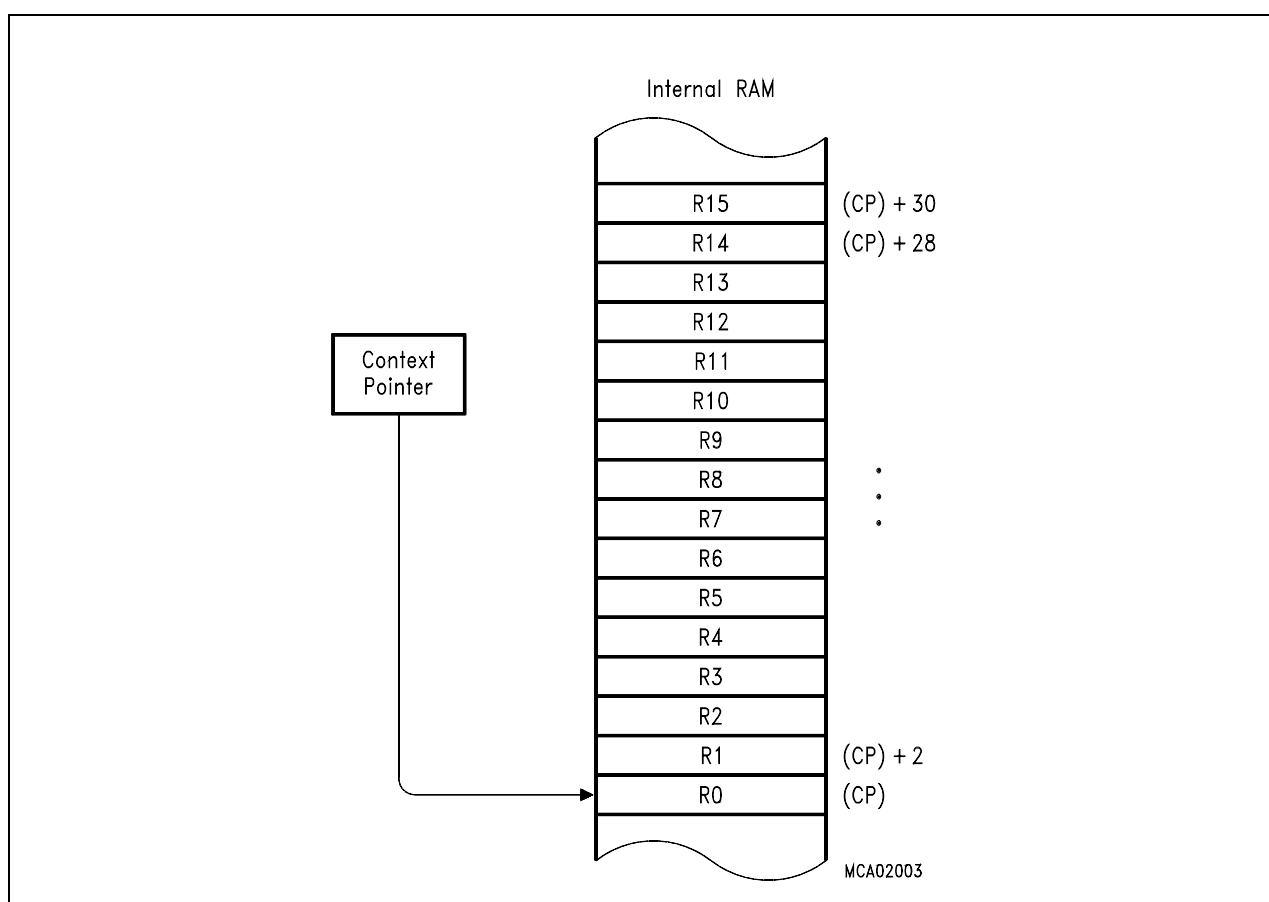 Internal RAM
R15 (CP) + 30
R14 (CP) + 28
R13
R12
Context
Pointer
R11
R10
R9
R8
R7
R6
R5
R4
R3
R2
R1 (CP) + 2
R0 (CP)
MCA02003